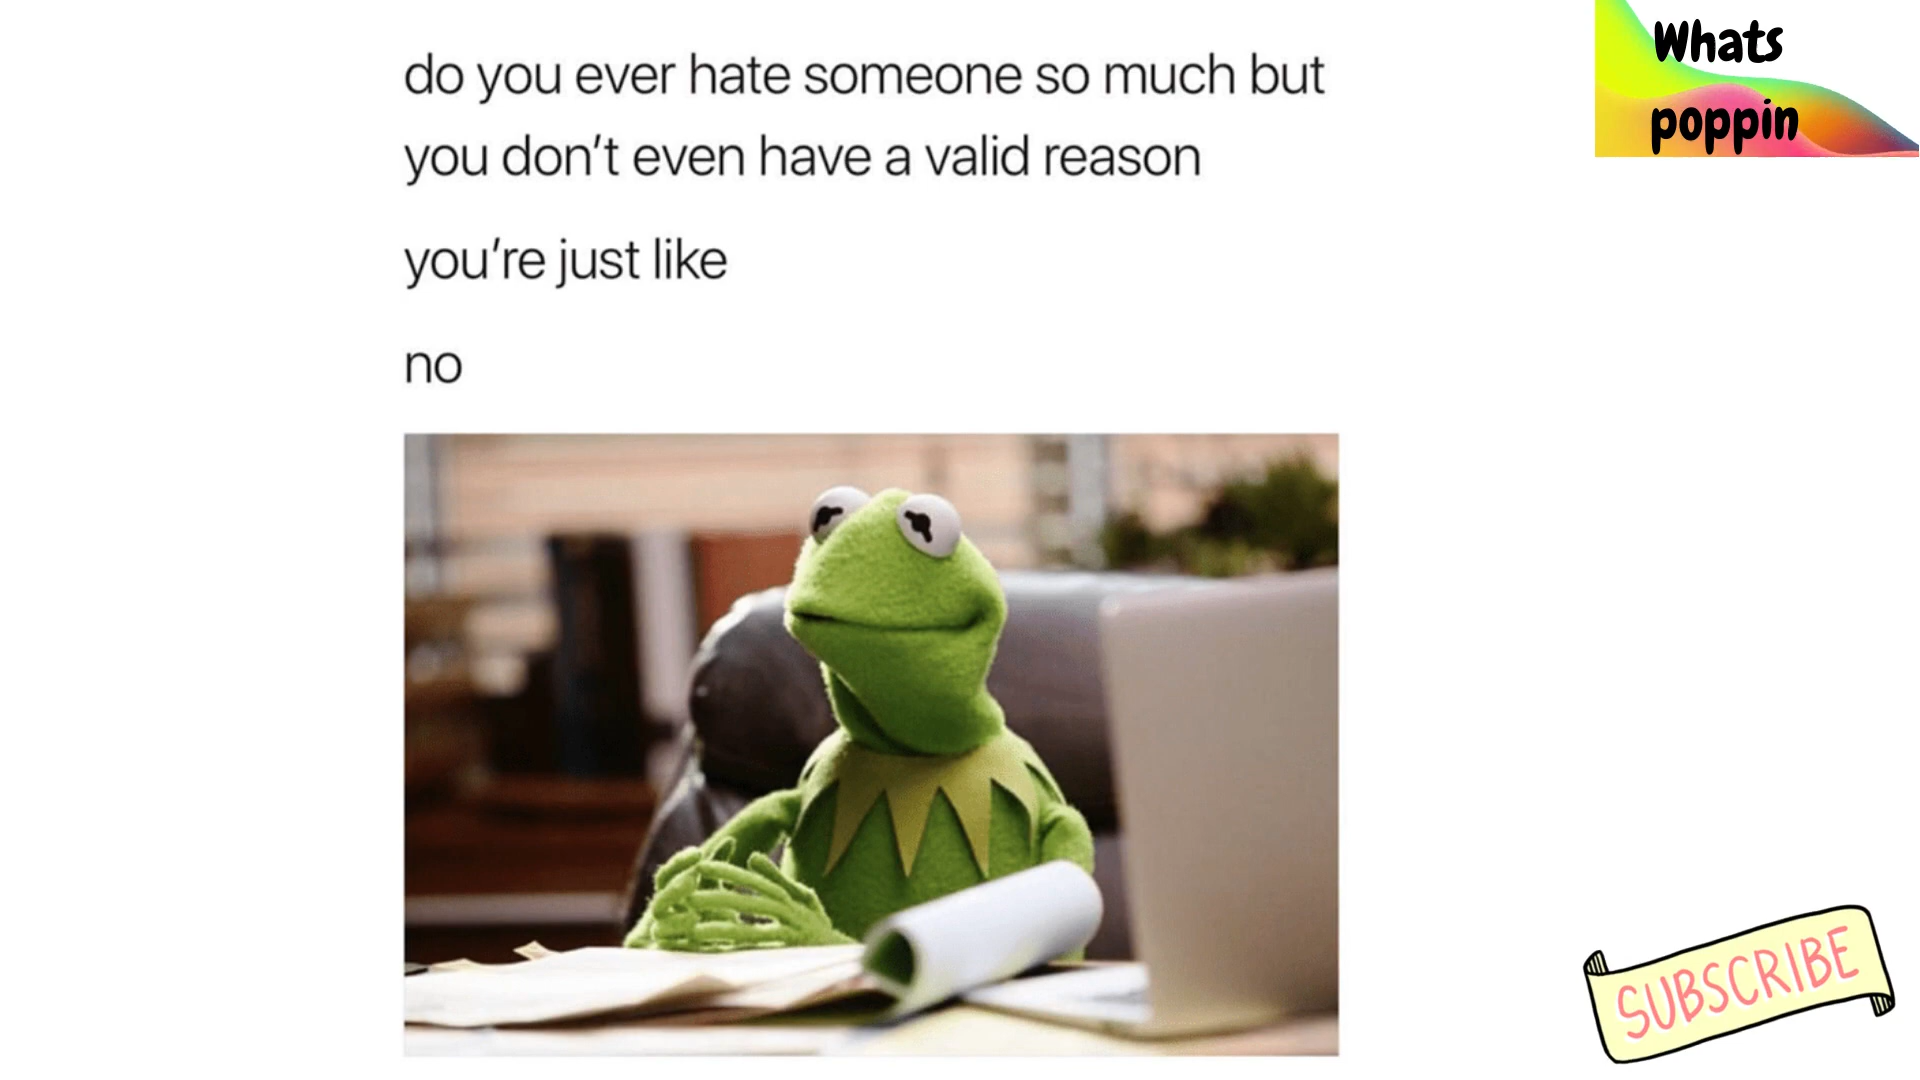 do you ever hate someone so much but
you don’t even have a valid reason
you’re just like
no
Whats
poppin
SUBSCRIBE